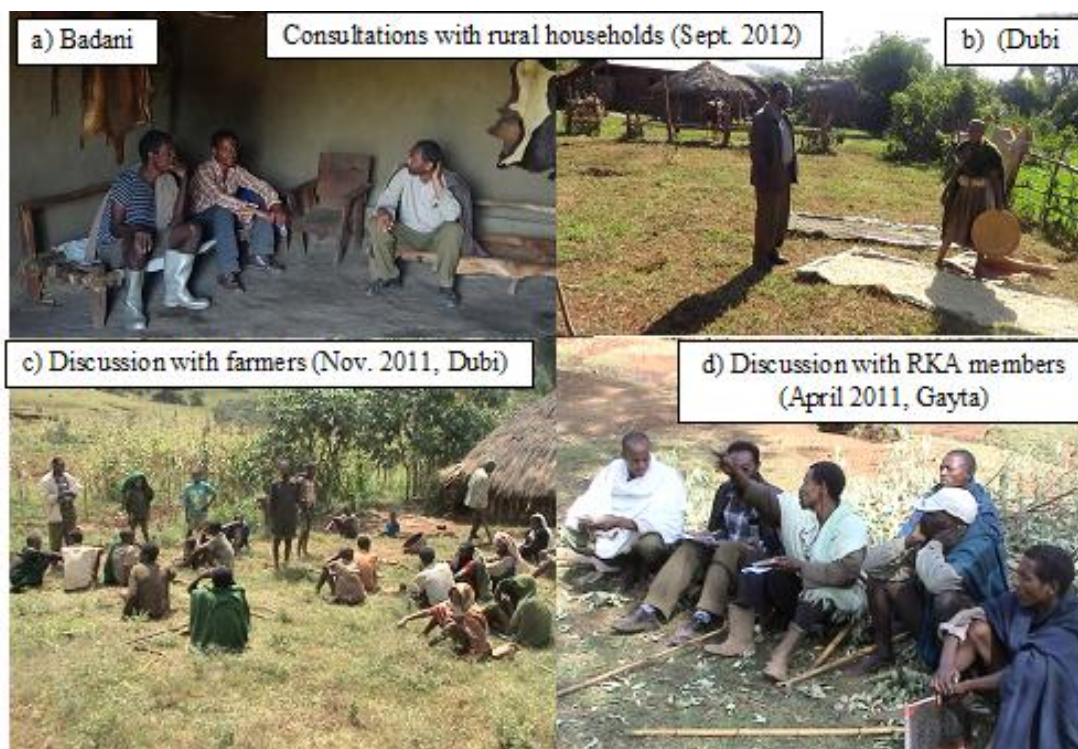 a) Badani
Consultations with rural households (Sept. 2012)
b) (Dubi
c) Discussion with farmers (Nov. 2011, Dubi)
d) Discussion with RKA members
(April 2011, Gayta)